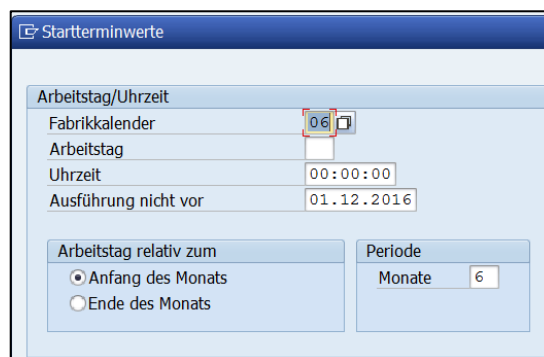 Startterminwerte
Arbeitstag/Uhrzeit
Fabrikkalender 06
Arbeitstag
Uhrzeit 00:00:00
Ausführung nicht vor 01.12.2016
Arbeitstag relativ zum Periode
Anfang des Monats Monate 6
Ende des Monats